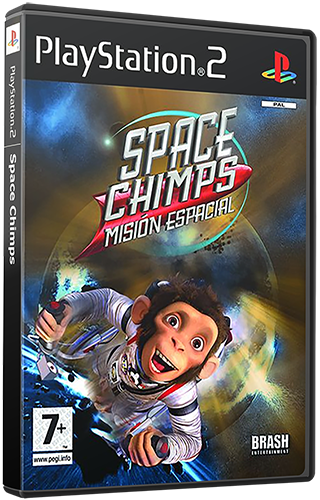 PlayStation®2
PAL
SPACE
CHIMPS
MISIÓN ESPACIAL
7+
www.pegi.info
BRASH
ENTERTAINMENT
PlayStation®2
Space Chimps